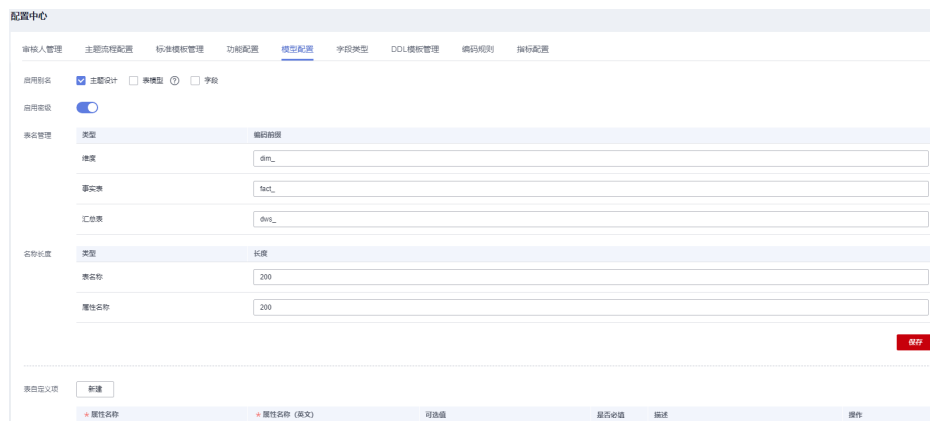 配置中心
审核人管理 主题流程配置 标准模板管理 功能配置 模型配置 字段类型 DDL模板管理 编码规则 指标配置
启用别名 主题设计 表模型 ? 字段
启用密级
表名管理 类型 编码前缀
维度 dim_
事实表 fact_
汇总表 dws_
名称长度 类型 长度
表名称 200
属性名称 200
保存
表自定义项 新建
* 属性名称 * 属性名称（英文） 可选值 是否必填 描述 操作